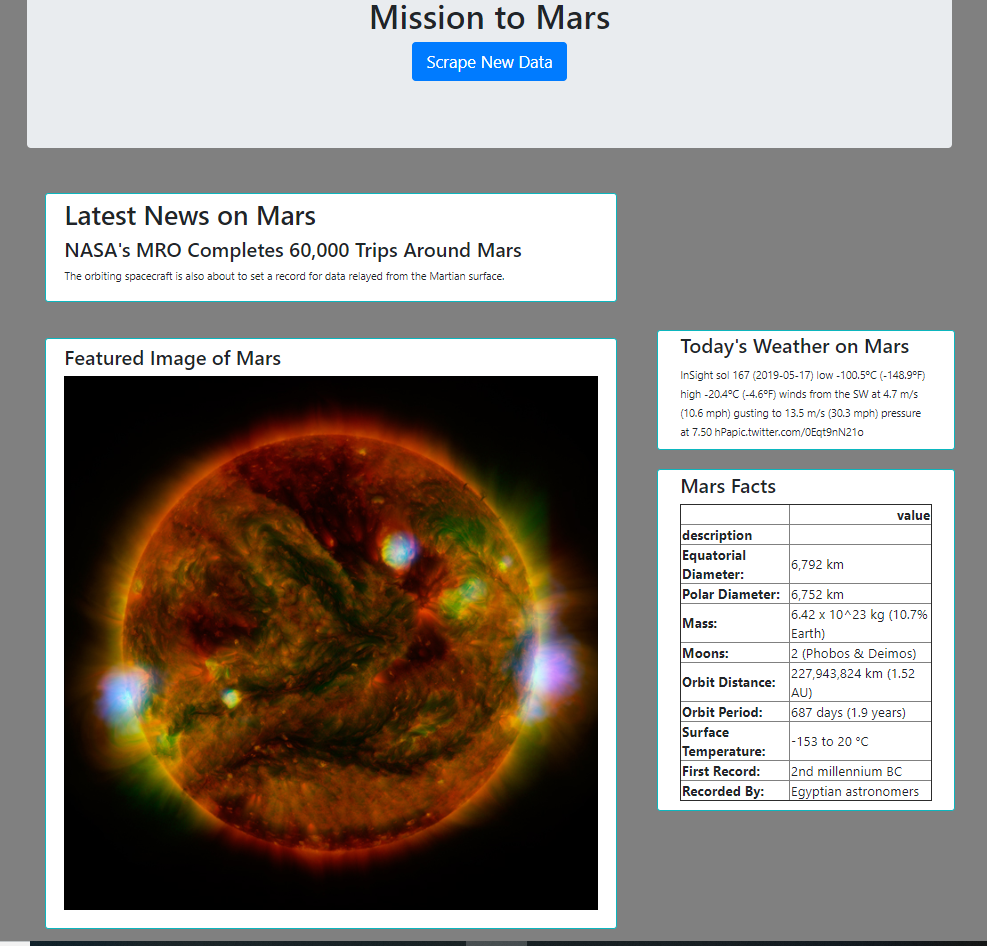 Mission to Mars
Scrape New Data
Latest News on Mars
NASA's MRO Completes 60,000 Trips Around Mars
The orbiting spacecraft is also about to set a record for data relayed from the Martian surface.
Featured Image of Mars
Today's Weather on Mars
InSight sol 167 (2019-05-17) low -100.5ºC (-148.9ºF)
high -20.4ºC (-4.6ºF) winds from the SW at 4.7 m/s
(10.6 mph) gusting to 13.5 m/s (30.3 mph) pressure
at 7.50 hPapic.twitter.com/0Eqt9nN21o
Mars Facts
value
description
Equatorial
Diameter:
6,792 km
Polar Diameter:
6,752 km
Mass:
6.42 x 10^23 kg (10.7%
Earth)
Moons:
2 (Phobos & Deimos)
Orbit Distance:
227,943,824 km (1.52
AU)
Orbit Period:
687 days (1.9 years)
Surface
Temperature:
-153 to 20 °C
First Record:
2nd millennium BC
Recorded By:
Egyptian astronomers